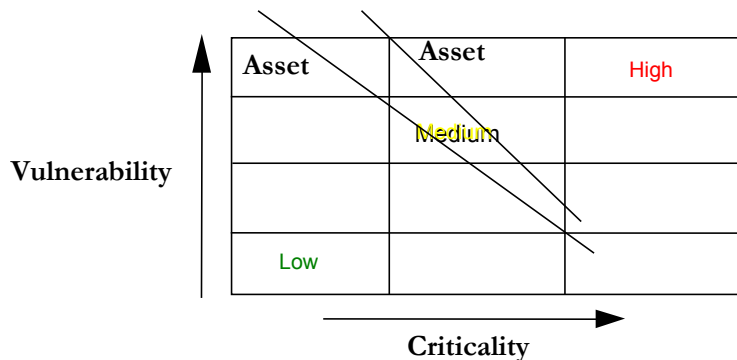 Asset
Asset
High
Medium
Vulnerability
Low
Criticality